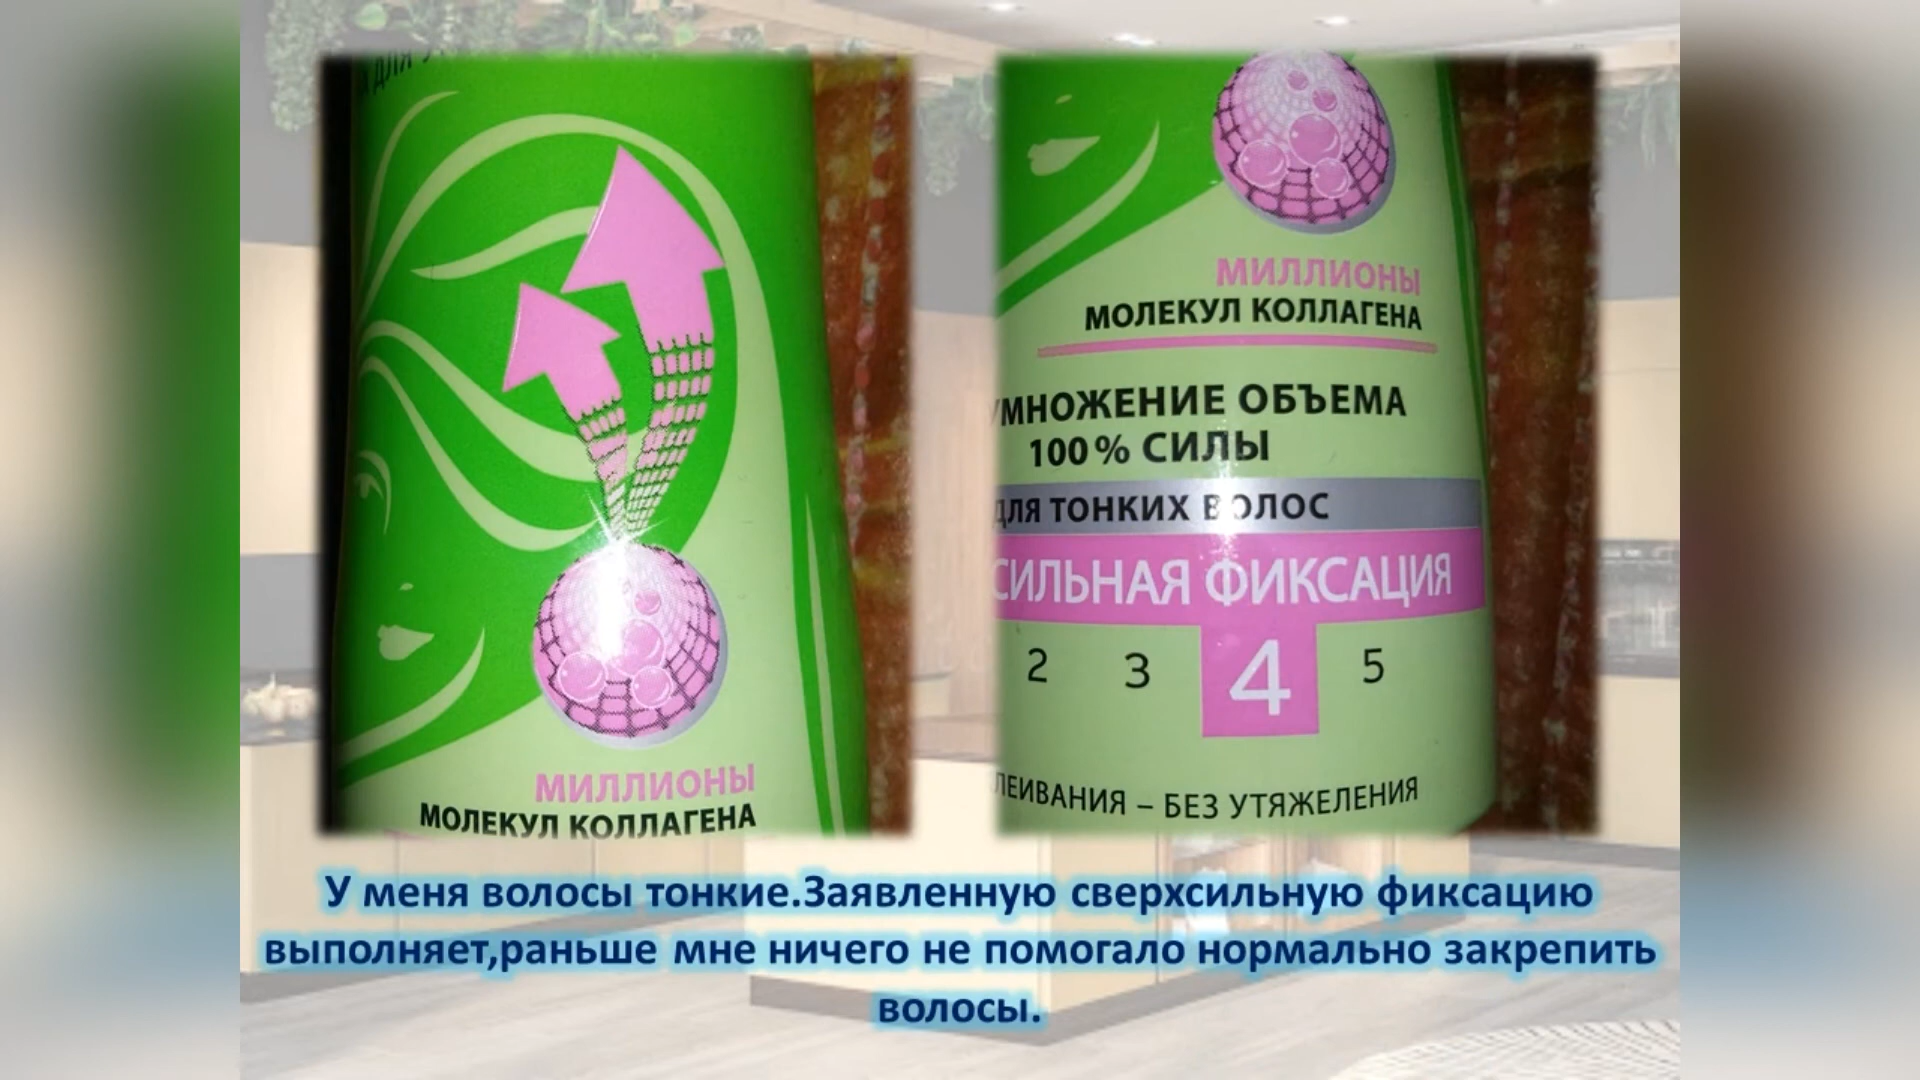 ДЛЯ
МИЛЛИОНЫ
МОЛЕКУЛ КОЛЛАГЕНА
МИЛЛИОНЫ
МОЛЕКУЛ КОЛЛАГЕНА
УМНОЖЕНИЕ ОБЪЕМА
100% СИЛЫ
ДЛЯ ТОНКИХ ВОЛОС
СИЛЬНАЯ ФИКСАЦИЯ
2 3 4 5
ЛЕИВАНИЯ – БЕЗ УТЯЖЕЛЕНИЯ
У меня волосы тонкие.Заявленную сверхсильную фиксацию
выполняет,раньше мне ничего не помогало нормально закрепить
волосы.